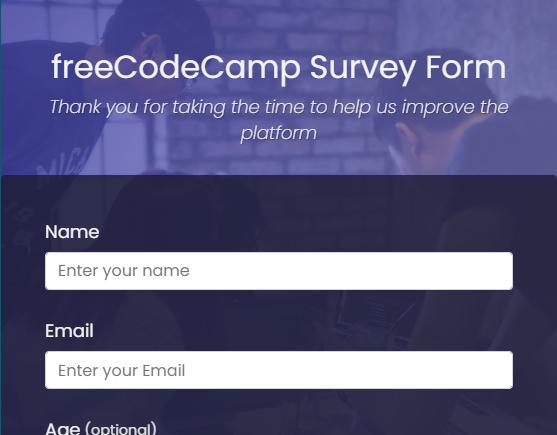 freeCodeCamp Survey Form
Thank you for taking the time to help us improve the
platform
Name
Enter your name
Email
Enter your Email
Age (optional)